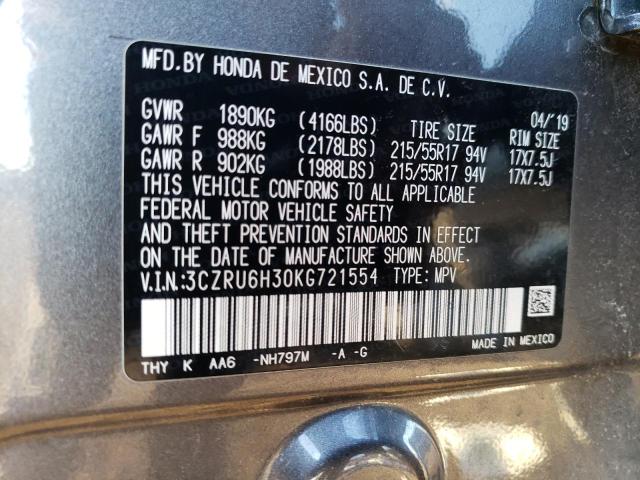 MFD. BY HONDA DE MEXICO S.A. DE C.V.
04/'19
GVWR 1890KG (4166LBS) TIRE SIZE RIM SIZE
GAWR F 988KG (2178LBS) 215/55R17 94V 17X7.5J
GAWR R 902KG (1988LBS) 215/55R17 94V 17X7.5J
THIS VEHICLE CONFORMS TO ALL APPLICABLE
FEDERAL MOTOR VEHICLE SAFETY
AND THEFT PREVENTION STANDARDS IN EFFECT
ON THE DATE OF MANUFACTURE SHOWN ABOVE.
V.I.N.:3CZRU6H30KG721554 TYPE: MPV
MADE IN MEXICO
THY K AA6 -NH797M -A -G